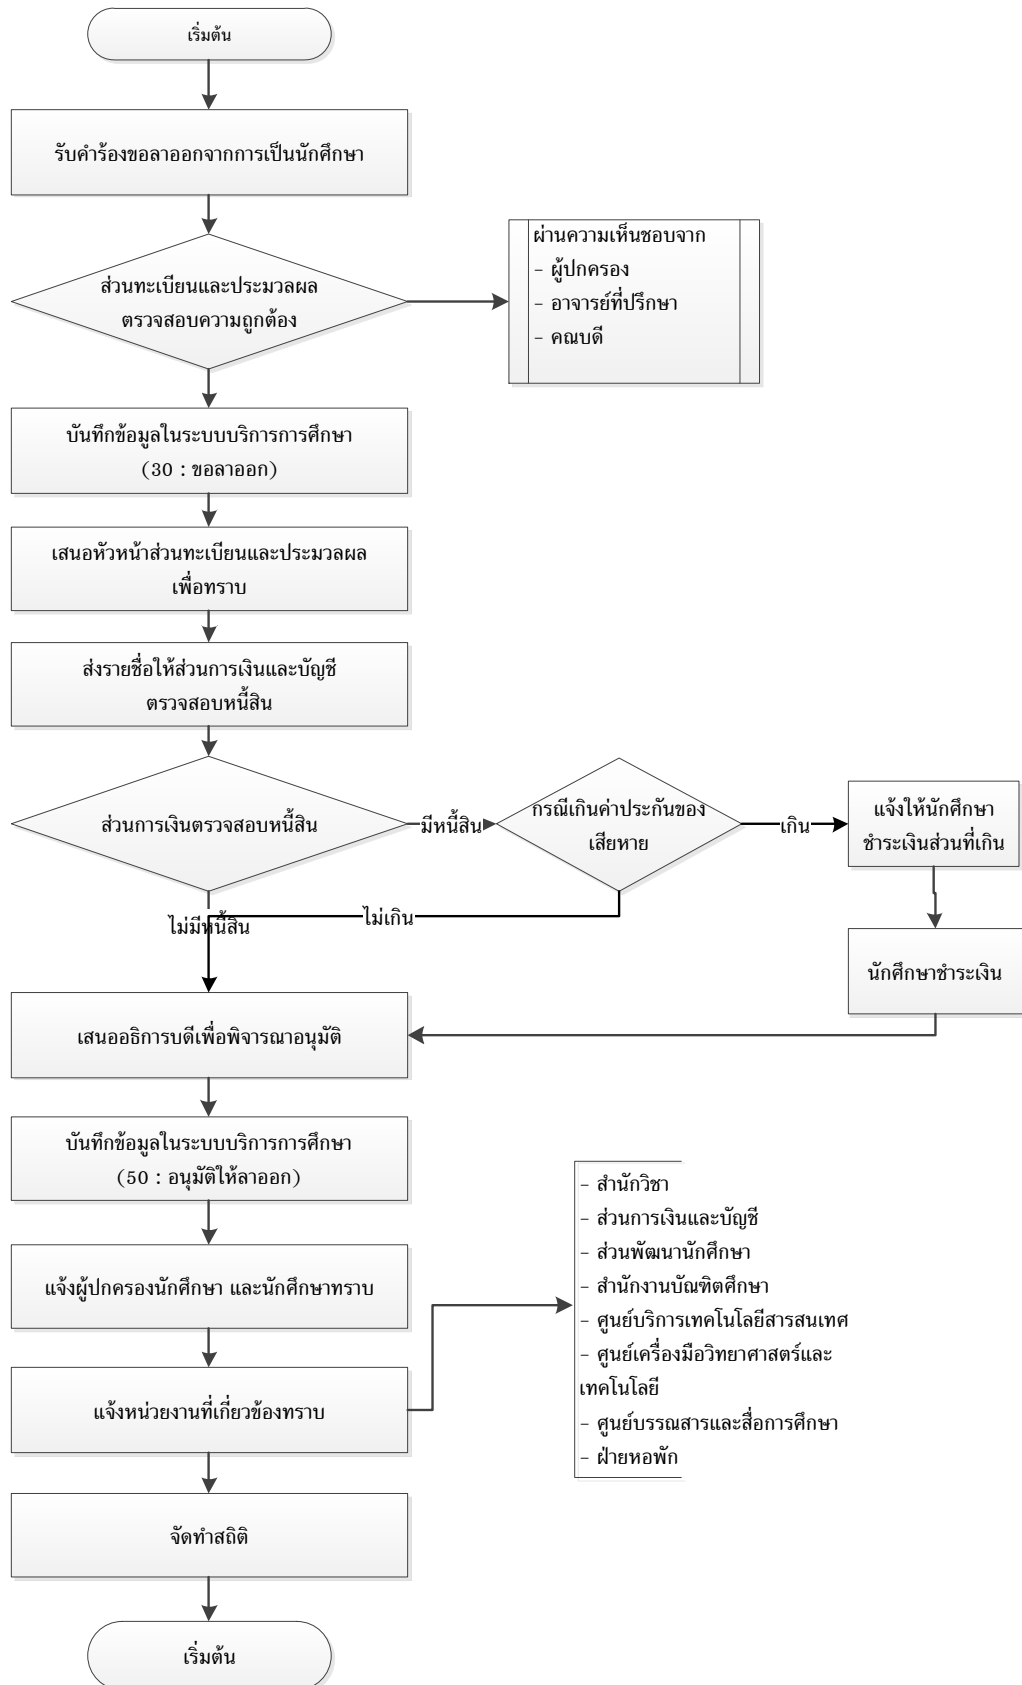 เริ่มต้น
รับคำร้องขอลาออกจากการเป็นนักศึกษา
ส่วนทะเบียนและประมวลผล
ตรวจสอบความถูกต้อง
ผ่านความเห็นชอบจาก
- ผู้ปกครอง
- อาจารย์ที่ปรึกษา
- คณบดี
บันทึกข้อมูลในระบบบริการการศึกษา
(30 : ขอลาออก)
เสนอหัวหน้าส่วนทะเบียนและประมวลผล
เพื่อทราบ
ส่งรายชื่อให้ส่วนการเงินและบัญชี
ตรวจสอบหนี้สิน
ส่วนการเงินตรวจสอบหนี้สิน
มีหนี้สิน
กรณีเกินค่าประกันของ
เสียหาย
เกิน
แจ้งให้นักศึกษา
ชำระเงินส่วนที่เกิน
ไม่มีหนี้สิน
ไม่เกิน
นักศึกษาชำระเงิน
เสนออธิการบดีเพื่อพิจารณาอนุมัติ
บันทึกข้อมูลในระบบบริการการศึกษา
(50 : อนุมัติให้ลาออก)
แจ้งผู้ปกครองนักศึกษา และนักศึกษาทราบ
แจ้งหน่วยงานที่เกี่ยวข้องทราบ
- สำนักวิชา
- ส่วนการเงินและบัญชี
- ส่วนพัฒนานักศึกษา
- สำนักงานบัณฑิตศึกษา
- ศูนย์บริการเทคโนโลยีสารสนเทศ
- ศูนย์เครื่องมือวิทยาศาสตร์และ
เทคโนโลยี
- ศูนย์บรรณสารและสื่อการศึกษา
- ฝ่ายหอพัก
จัดทำสถิติ
เริ่มต้น